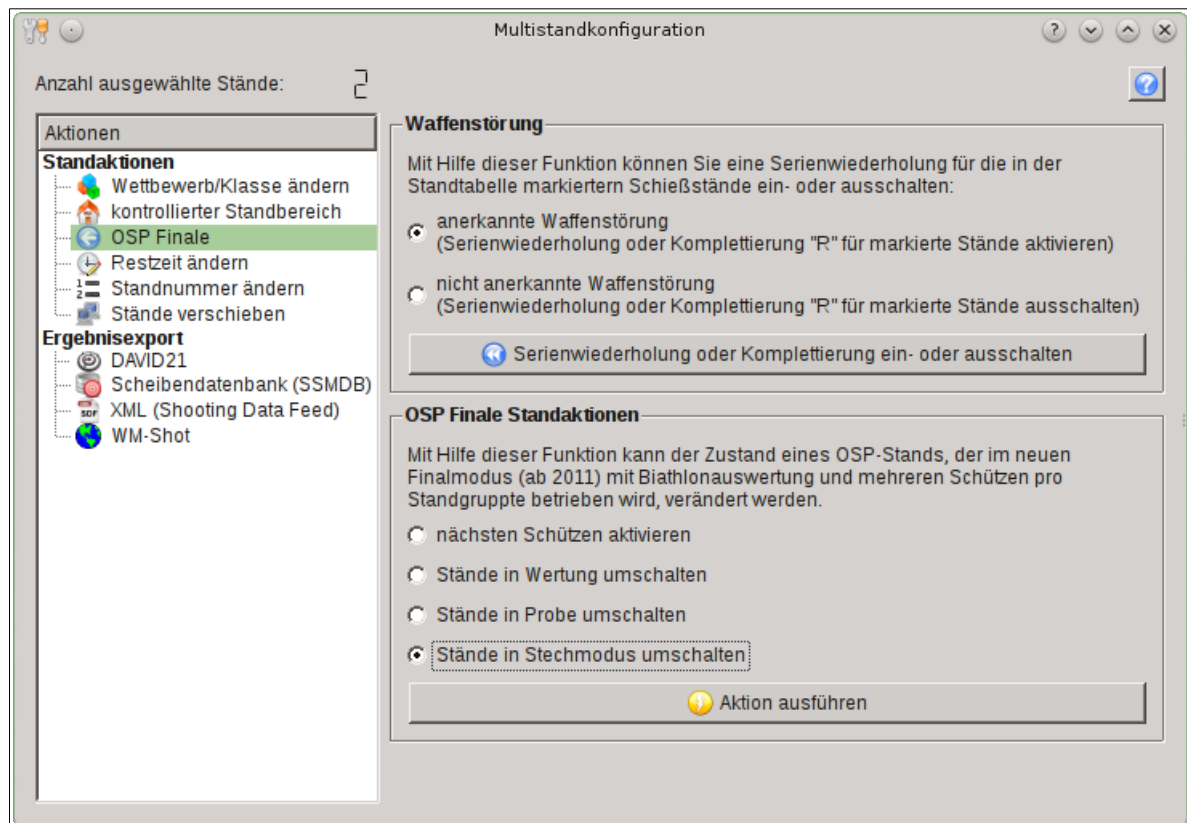 Multistandkonfiguration
Anzahl ausgewählte Stände: 2
Aktionen
Standaktionen
Wettbewerb/Klasse ändern
kontrollierter Standbereich
OSP Finale
Restzeit ändern
Standnummer ändern
Stände verschieben
Ergebnisexport
DAVID21
Scheibendatenbank (SSMDB)
XML (Shooting Data Feed)
WM-Shot
Waffenstörung
Mit Hilfe dieser Funktion können Sie eine Serienwiederholung für die in der
Standtabelle markiertern Schießstände ein- oder ausschalten:
anerkannte Waffenstörung
(Serienwiederholung oder Komplettierung "R" für markierte Stände aktivieren)
nicht anerkannte Waffenstörung
(Serienwiederholung oder Komplettierung "R" für markierte Stände ausschalten)
Serienwiederholung oder Komplettierung ein- oder ausschalten
OSP Finale Standaktionen
Mit Hilfe dieser Funktion kann der Zustand eines OSP-Stands, der im neuen
Finalmodus (ab 2011) mit Biathlonauswertung und mehreren Schützen pro
Standgruppte betrieben wird, verändert werden.
nächsten Schützen aktivieren
Stände in Wertung umschalten
Stände in Probe umschalten
Stände in Stechmodus umschalten
Aktion ausführen